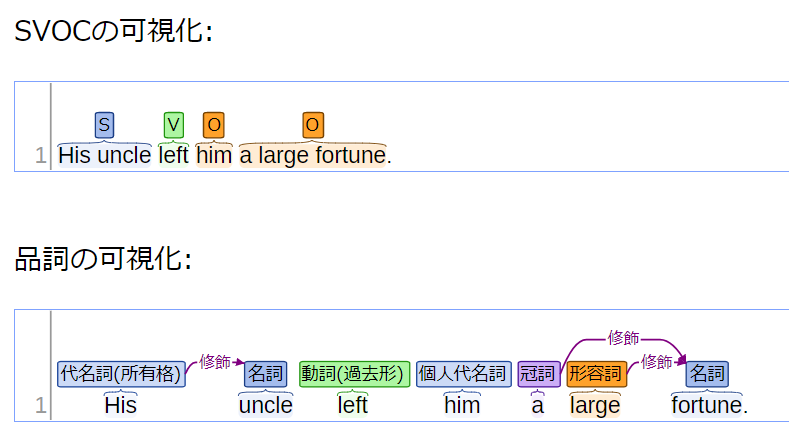 SVOCの可視化:
S V O O
1 His uncle left him a large fortune.
品詞の可視化:
修飾
修飾 修飾
代名詞(所有格) 名詞 動詞(過去形) 個人代名詞 冠詞 形容詞 名詞
1 His uncle left him a large fortune.